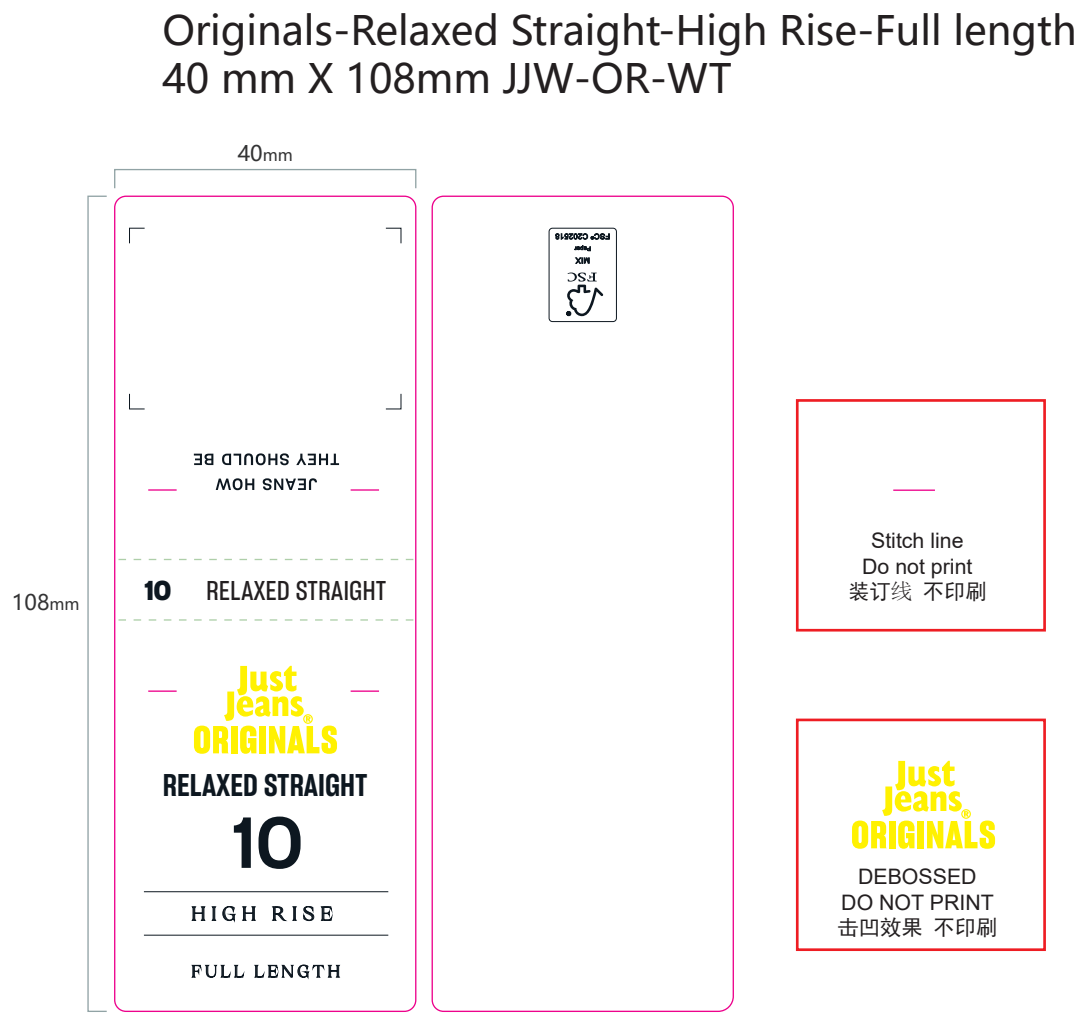 Originals-Relaxed Straight-High Rise-Full length
40 mm X 108mm JJW-OR-WT
40mm
108mm
THEY SHOULD BE
JEANS HOW
10 RELAXED STRAIGHT
Just
Jeans®
ORIGINALS
RELAXED STRAIGHT
10
HIGH RISE
FULL LENGTH
FSC® C202518
Paper
MIX
FSC
Stitch line
Do not print
装订线 不印刷
Just
Jeans®
ORIGINALS
DEBOSSED
DO NOT PRINT
击凹效果 不印刷